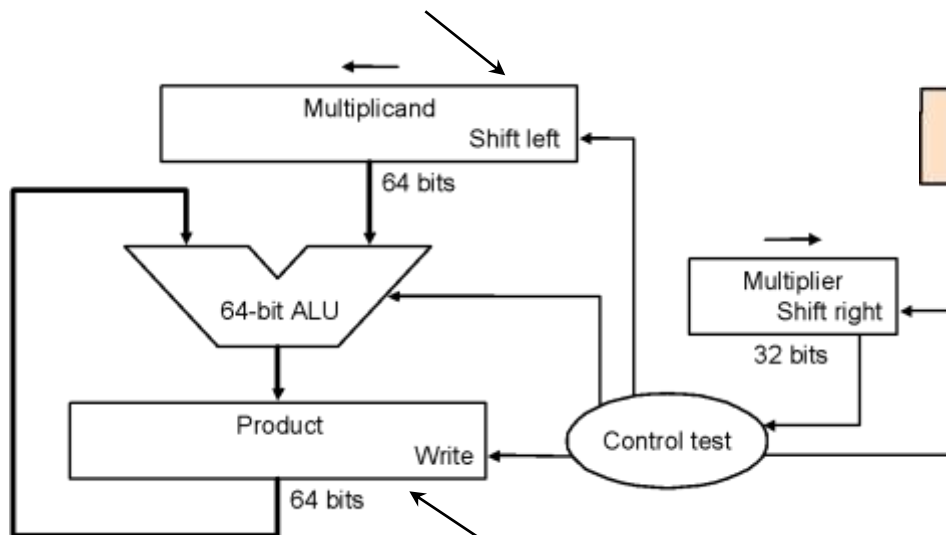 Multiplicand
Shift left
64 bits
64-bit ALU
Multiplier
Shift right
32 bits
Product
Write
Control test
64 bits